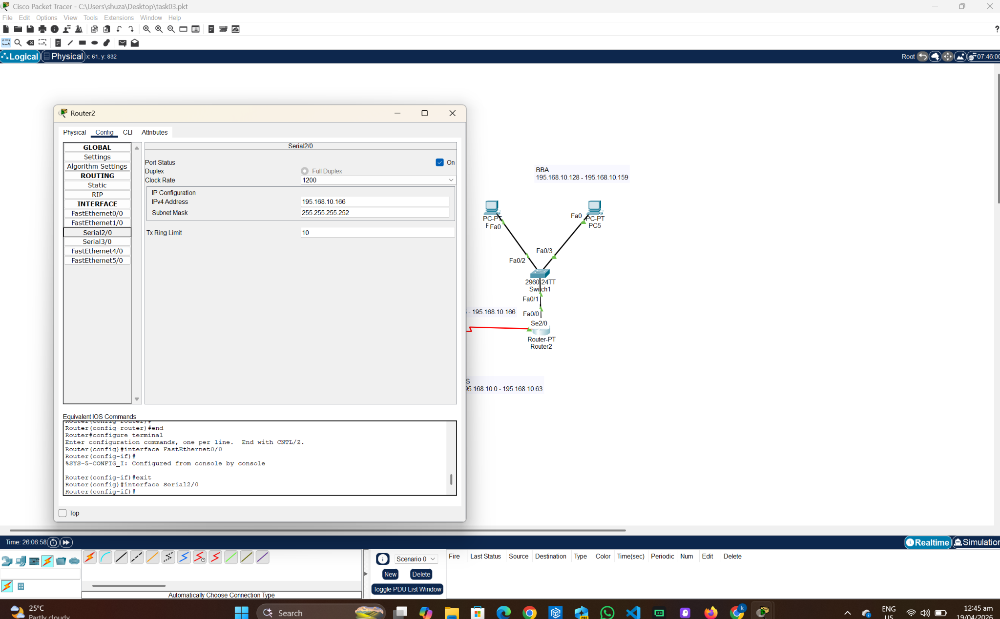 Cisco Packet Tracer - C:\Users\shuza\Desktop\task03.pkt
File Edit Options View Tools Extensions Window Help
?
Logical Physical x: 61, y: 832 Root 07:46:00
Router2
Physical Config CLI Attributes
GLOBAL
Settings
Algorithm Settings
ROUTING
Static
RIP
INTERFACE
FastEthernet0/0
FastEthernet1/0
Serial2/0
Serial3/0
FastEthernet4/0
FastEthernet5/0
Serial2/0
Port Status On
Duplex Full Duplex
Clock Rate 1200
IP Configuration
IPv4 Address 195.168.10.166
Subnet Mask 255.255.255.252
Tx Ring Limit 10
Equivalent IOS Commands
Router(config-router)#
Router(config-router)#end
Router#configure terminal
Enter configuration commands, one per line. End with CNTL/Z.
Router(config)#interface FastEthernet0/0
Router(config-if)#
%SYS-5-CONFIG_I: Configured from console by console
Router(config-if)#exit
Router(config)#interface Serial2/0
Router(config-if)#
Top
BBA
195.168.10.128 - 195.168.10.159
PC-PT
Fa0
Fa0
PC-PT
PC5
Fa0/3
Fa0/2
2960-24TT
Switch1
Fa0/1
- 195.168.10.166
Fa0/0
Se2/0
Router-PT
Router2
S
95.168.10.0 - 195.168.10.63
Time: 26:06:58 Realtime Simulation
Scenario 0
New Delete
Toggle PDU List Window
Fire Last Status Source Destination Type Color Time(sec) Periodic Num Edit Delete
Automatically Choose Connection Type
25°C
Partly cloudy
Search
PRE
k
ENG
US
12:45 am
19/04/2026